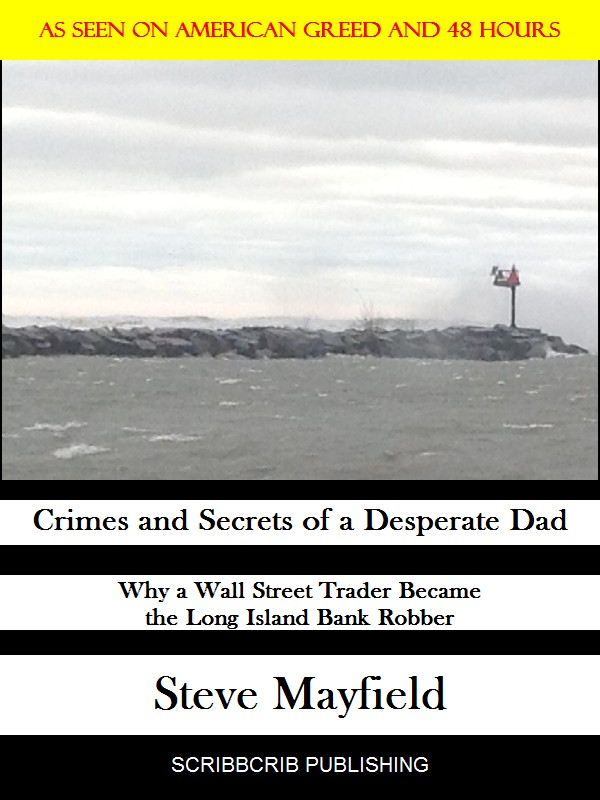 AS SEEN ON AMERICAN GREED AND 48 HOURS
Crimes and Secrets of a Desperate Dad
Why a Wall Street Trader Became
the Long Island Bank Robber
Steve Mayfield
SCRIBBCRIB PUBLISHING